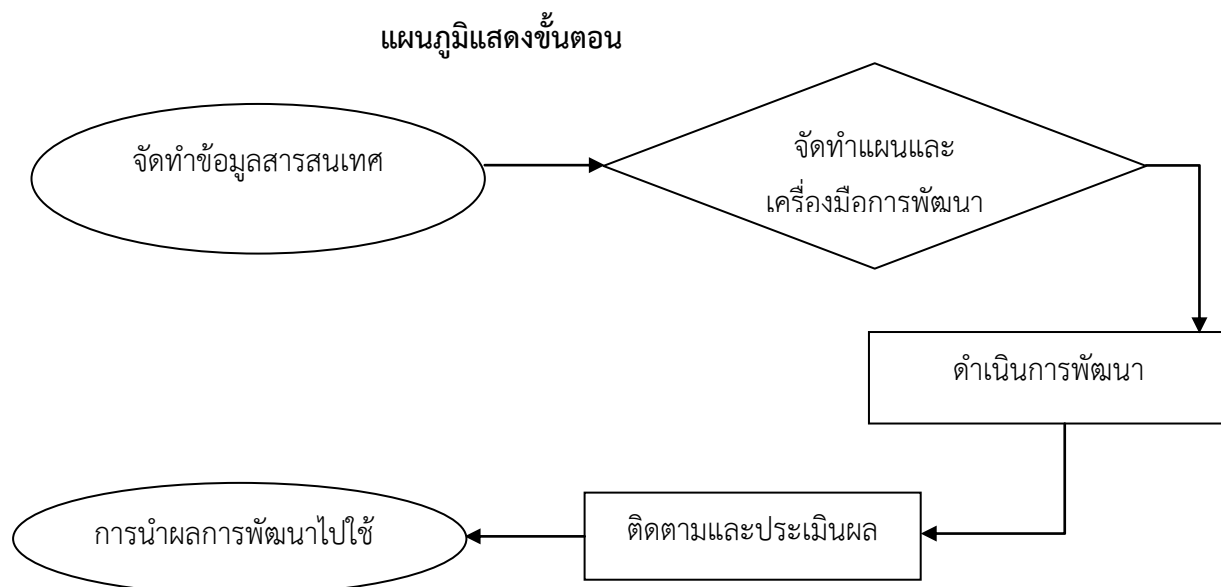 แผนภูมิแสดงขั้นตอน
จัดทำข้อมูลสารสนเทศ
จัดทำแผนและ
เครื่องมือการพัฒนา
ดำเนินการพัฒนา
ติดตามและประเมินผล
การนำผลการพัฒนาไปใช้